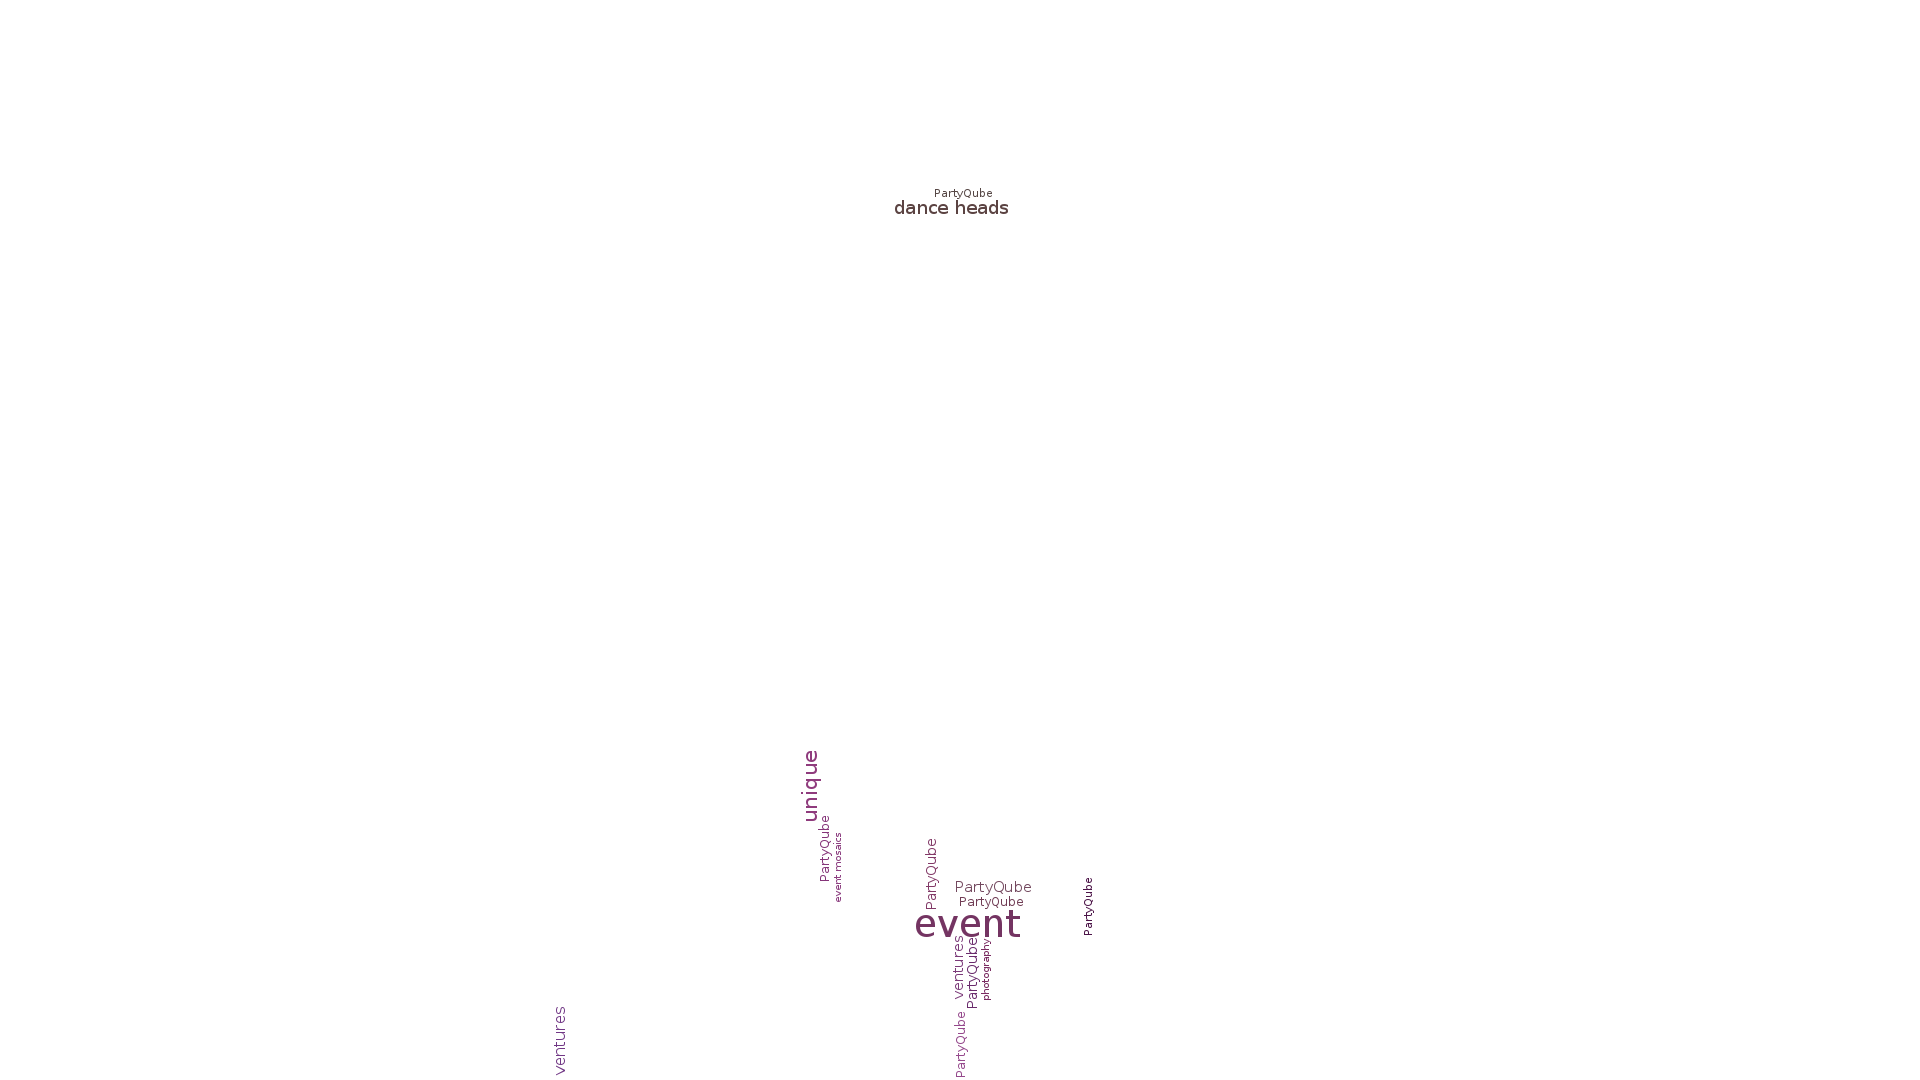 PartyQube
dance heads
unique
PartyQube
event mosaics
PartyQube
PartyQube
PartyQube
PartyQube
event
ventures
PartyQube
photography
ventures
PartyQube